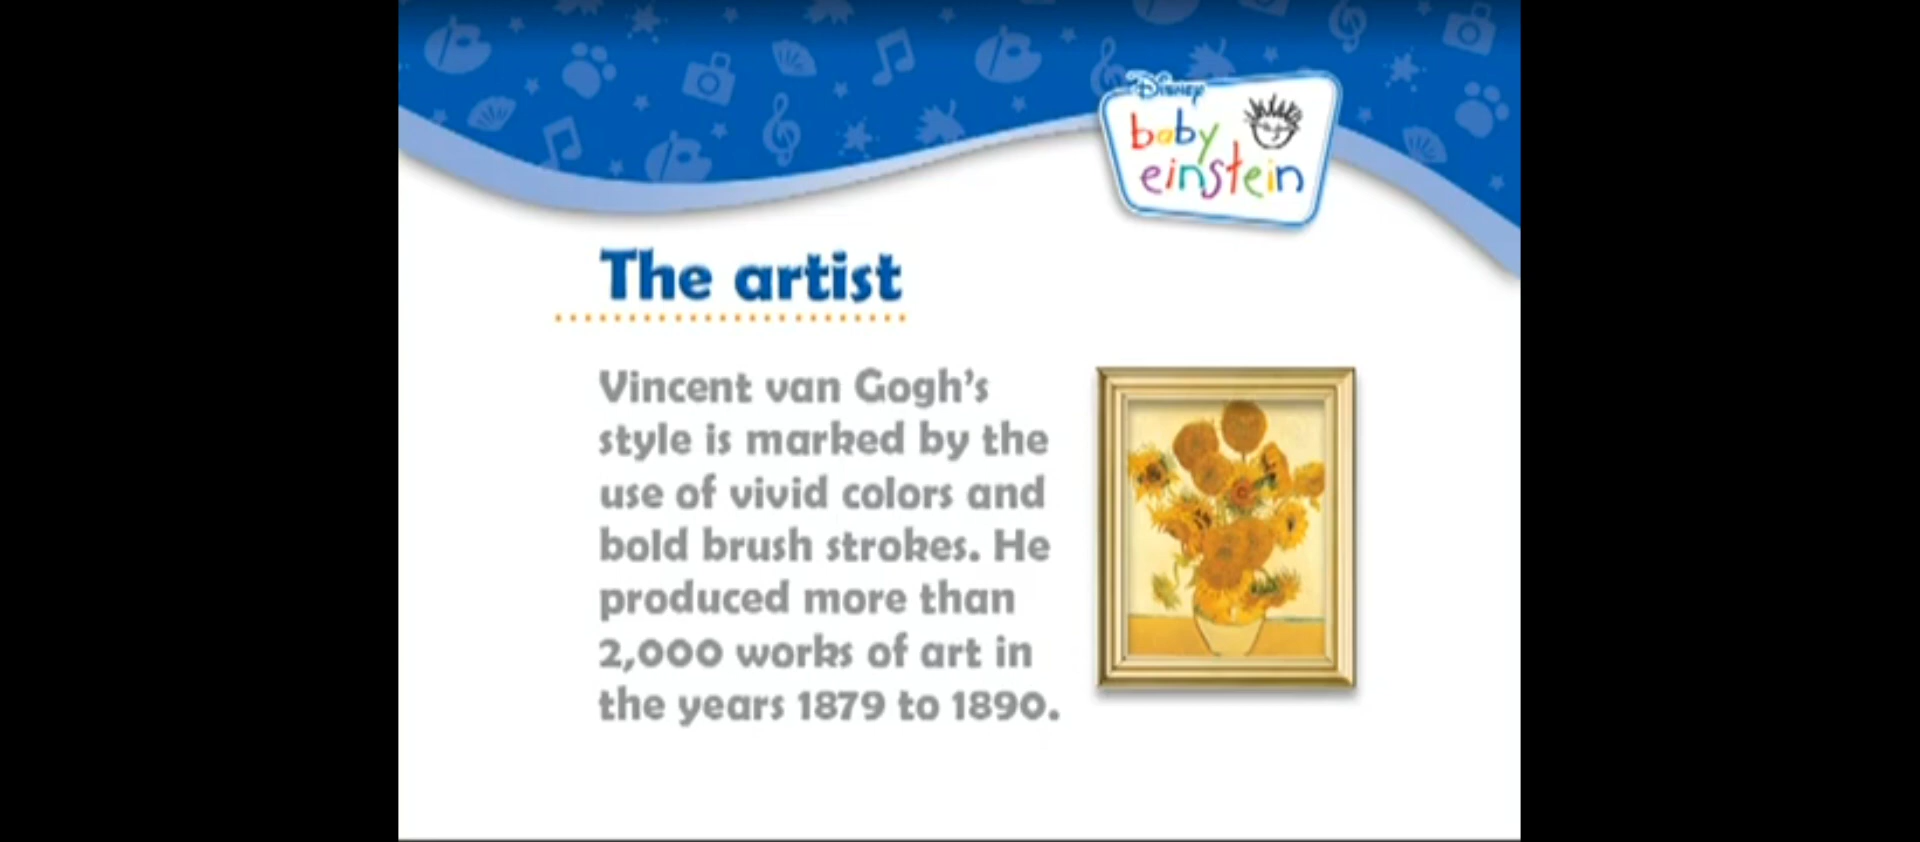 Disney
baby
einstein
The artist
Vincent van Gogh's
style is marked by the
use of vivid colors and
bold brush strokes. He
produced more than
2,000 works of art in
the years 1879 to 1890.